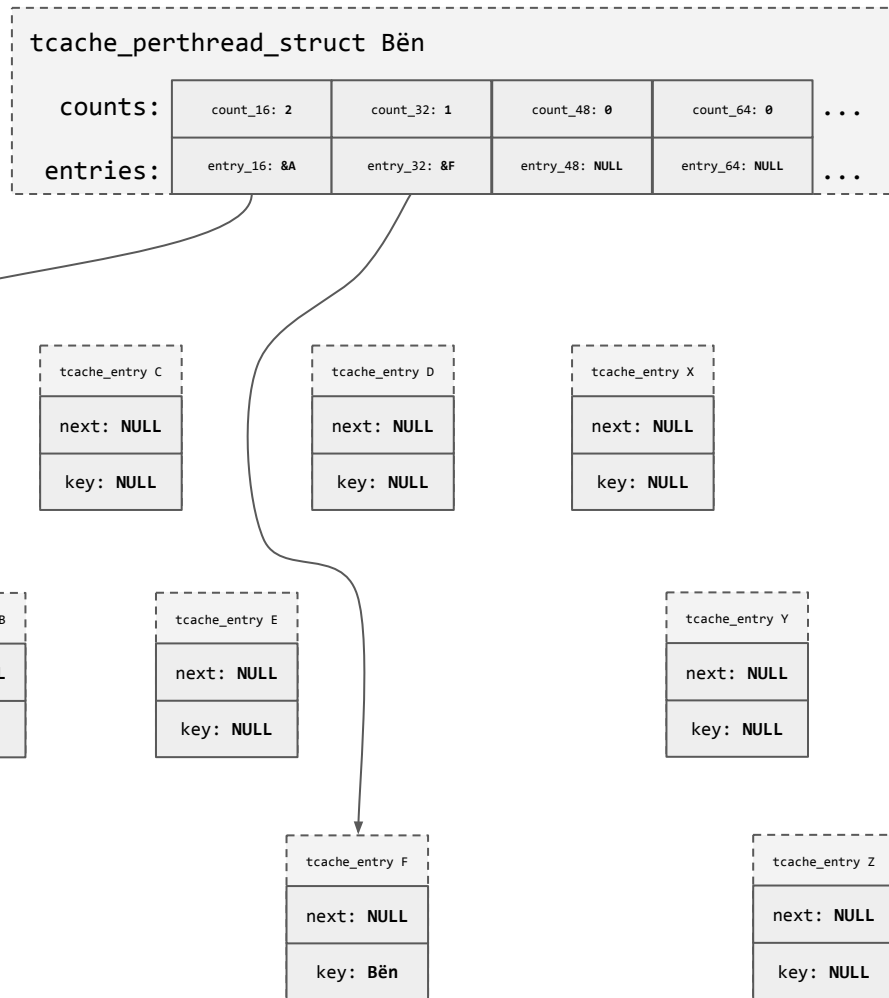 tcache_perthread_struct Bën
counts: count_16: 2 count_32: 1 count_48: 0 count_64: 0 ...
entries: entry_16: &A entry_32: &F entry_48: NULL entry_64: NULL ...
tcache_entry C
next: NULL
key: NULL
tcache_entry D
next: NULL
key: NULL
tcache_entry X
next: NULL
key: NULL
B
tcache_entry E
next: NULL
key: NULL
tcache_entry Y
next: NULL
key: NULL
tcache_entry F
next: NULL
key: Bën
tcache_entry Z
next: NULL
key: NULL